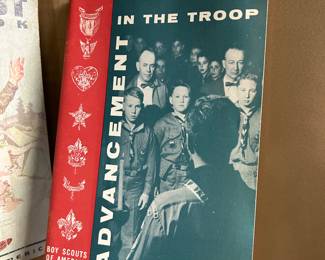 IN THE TROOP
ADVANCEMENT
BOY SCOUTS
OF AMERICA